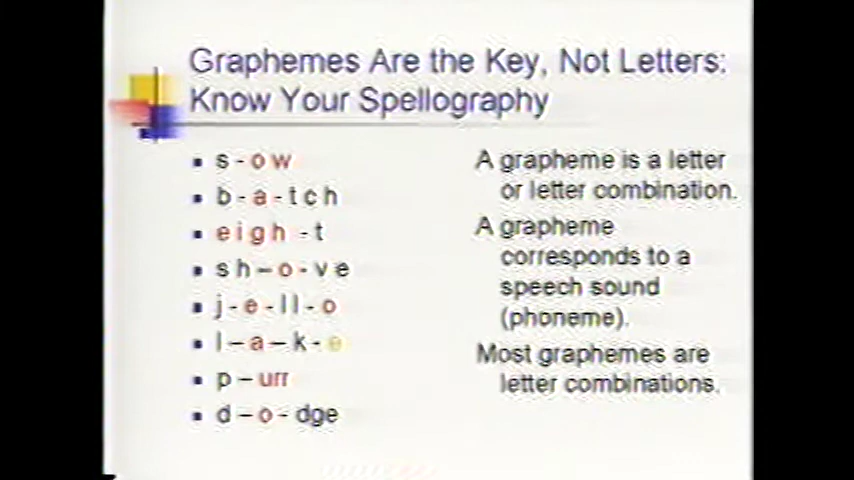 Graphemes Are the Key, Not Letters:
Know Your Spellography
s - o w
b - a - t c h
e i g h - t
s h – o - v e
j - e - l l - o
l – a – k - e
p – urr
d – o - dge
A grapheme is a letter
or letter combination.
A grapheme
corresponds to a
speech sound
(phoneme).
Most graphemes are
letter combinations.